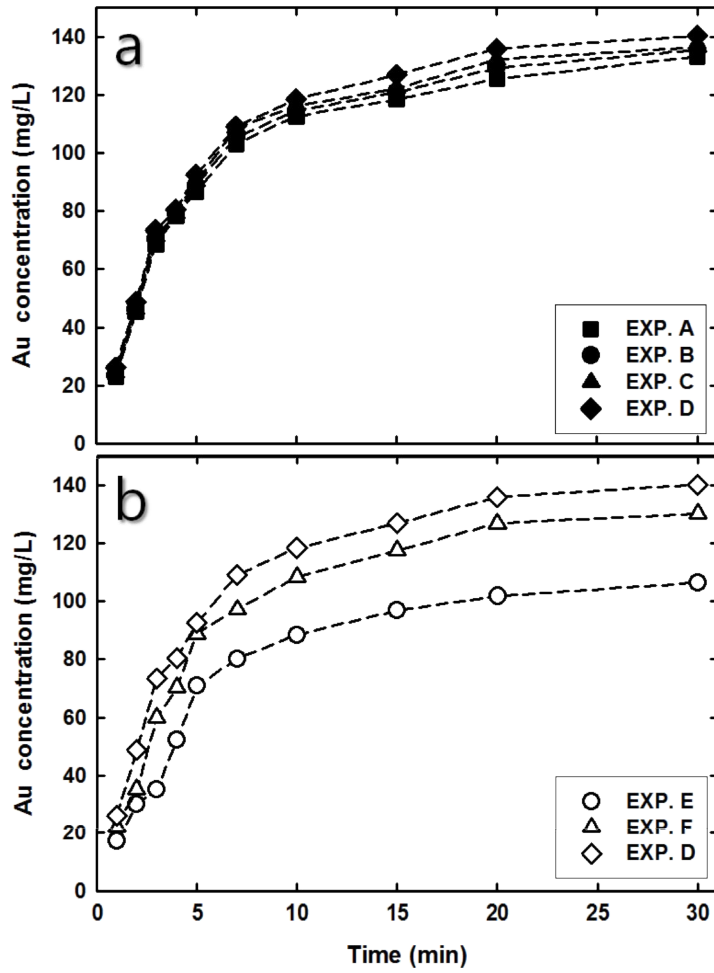 a
Au concentration (mg/L)
140
120
100
80
60
40
20
0
EXP. A
EXP. B
EXP. C
EXP. D
b
Au concentration (mg/L)
140
120
100
80
60
40
20
0
EXP. E
EXP. F
EXP. D
0 5 10 15 20 25 30
Time (min)